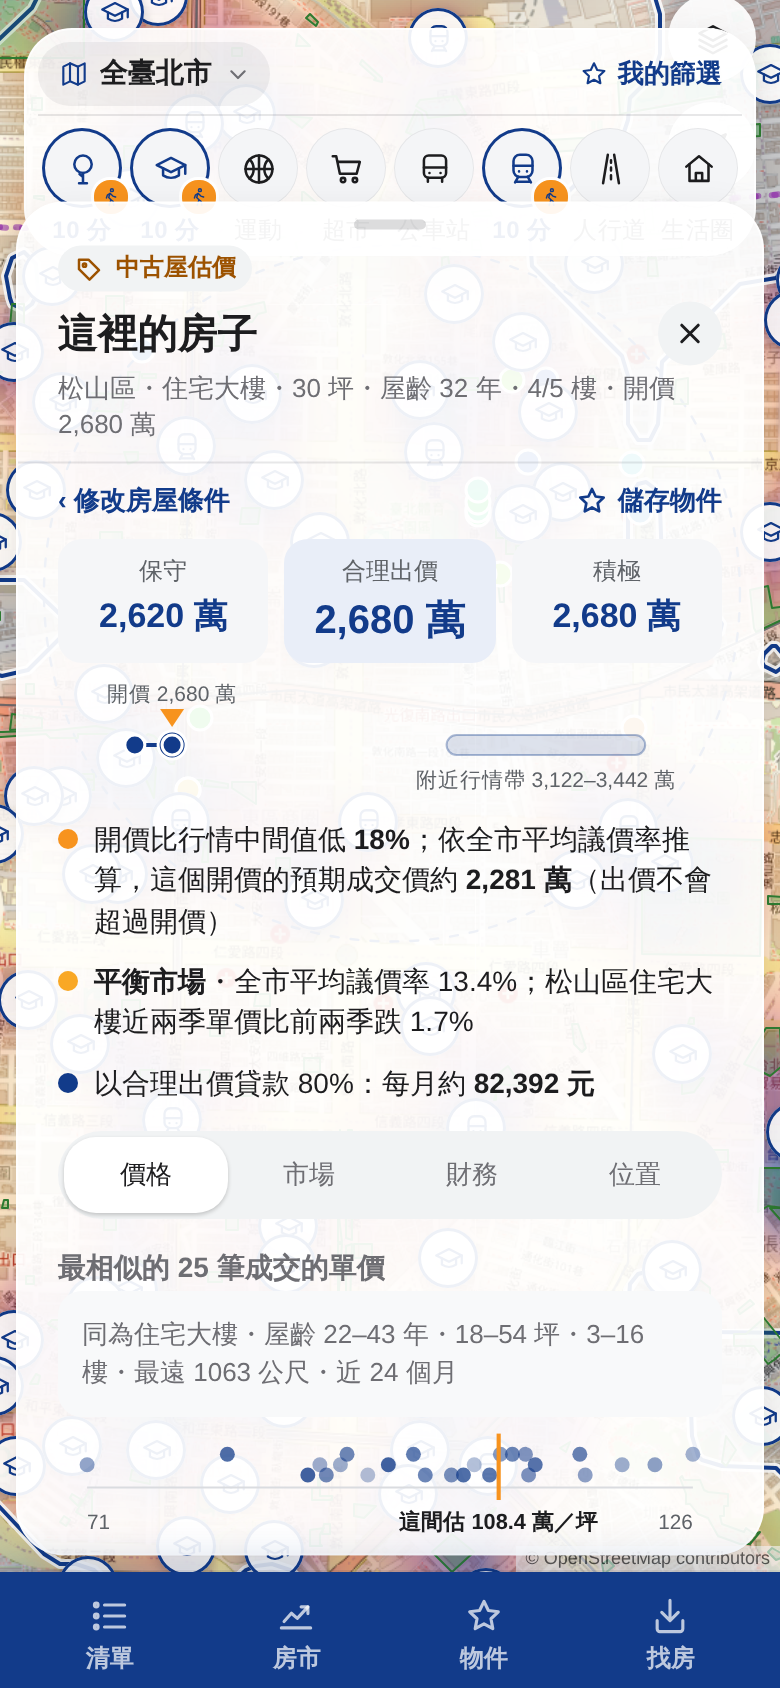 全臺北市
我的篩選
10 分
10 分
運動
超市
公車站
10 分
人行道
生活圈
中古屋估價
這裡的房子
松山區・住宅大樓・30 坪・屋齡 32 年・4/5 樓・開價
2,680 萬
‹ 修改房屋條件
儲存物件
保守
合理出價
積極
2,620 萬
2,680 萬
2,680 萬
開價 2,680 萬
附近行情帶 3,122–3,442 萬
開價比行情中間值低 18%；依全市平均議價率推
算，這個開價的預期成交價約 2,281 萬（出價不會
超過開價）
平衡市場・全市平均議價率 13.4%；松山區住宅大
樓近兩季單價比前兩季跌 1.7%
以合理出價貸款 80%：每月約 82,392 元
價格
市場
財務
位置
最相似的 25 筆成交的單價
同為住宅大樓・屋齡 22–43 年・18–54 坪・3–16
樓・最遠 1063 公尺・近 24 個月
71
這間估 108.4 萬／坪
126
© OpenStreetMap contributors
清單
房市
物件
找房